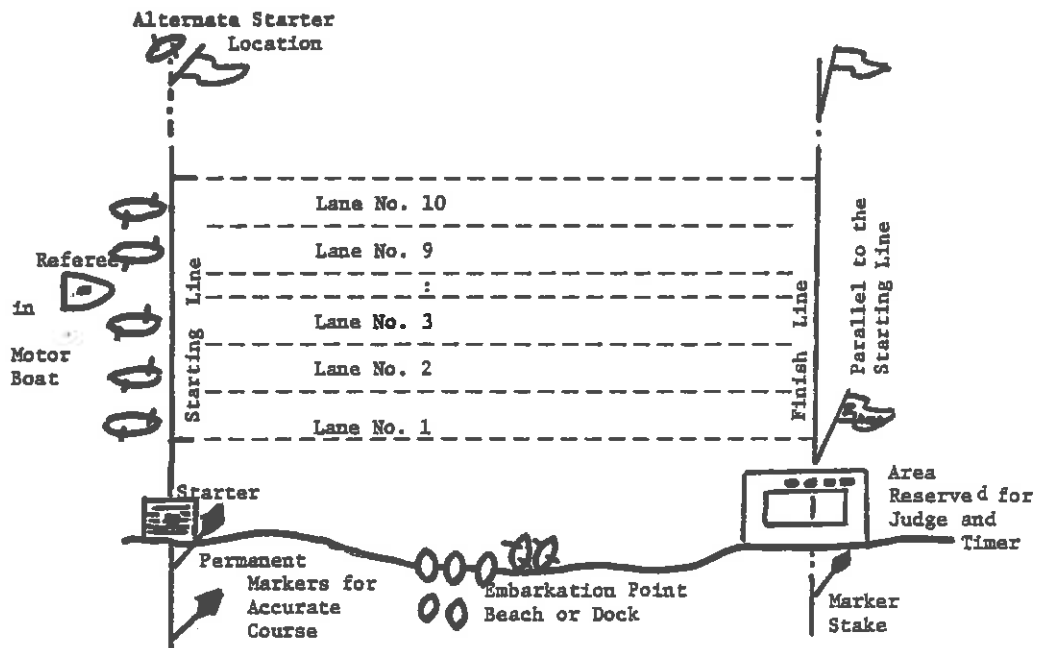 Alternate Starter
Location
Lane No. 10
Lane No. 9
:
Lane No. 3
Lane No. 2
Lane No. 1
Referee
in
Motor
Boat
Starting Line
Finish Line
Parallel to the
Starting Line
Starter
Permanent
Markers for
Accurate
Course
Embarkation Point
Beach or Dock
Area
Reserved for
Judge and
Timer
Marker
Stake